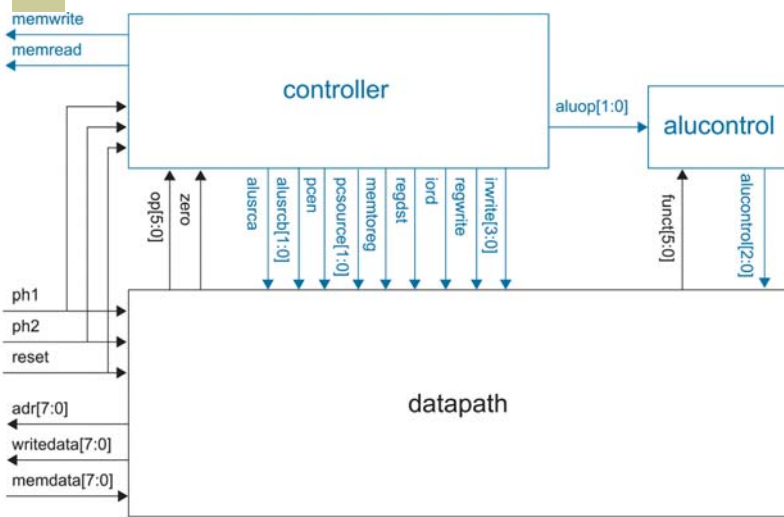 memwrite
memread
controller
aluop[1:0]
alucontrol
op[5:0]
zero
alusrca
alusrcb[1:0]
pcen
pcsource[1:0]
memtoreg
regdst
iord
regwrite
irwrite[3:0]
funct[5:0]
alucontrol[2:0]
ph1
ph2
reset
adr[7:0]
writedata[7:0]
memdata[7:0]
datapath